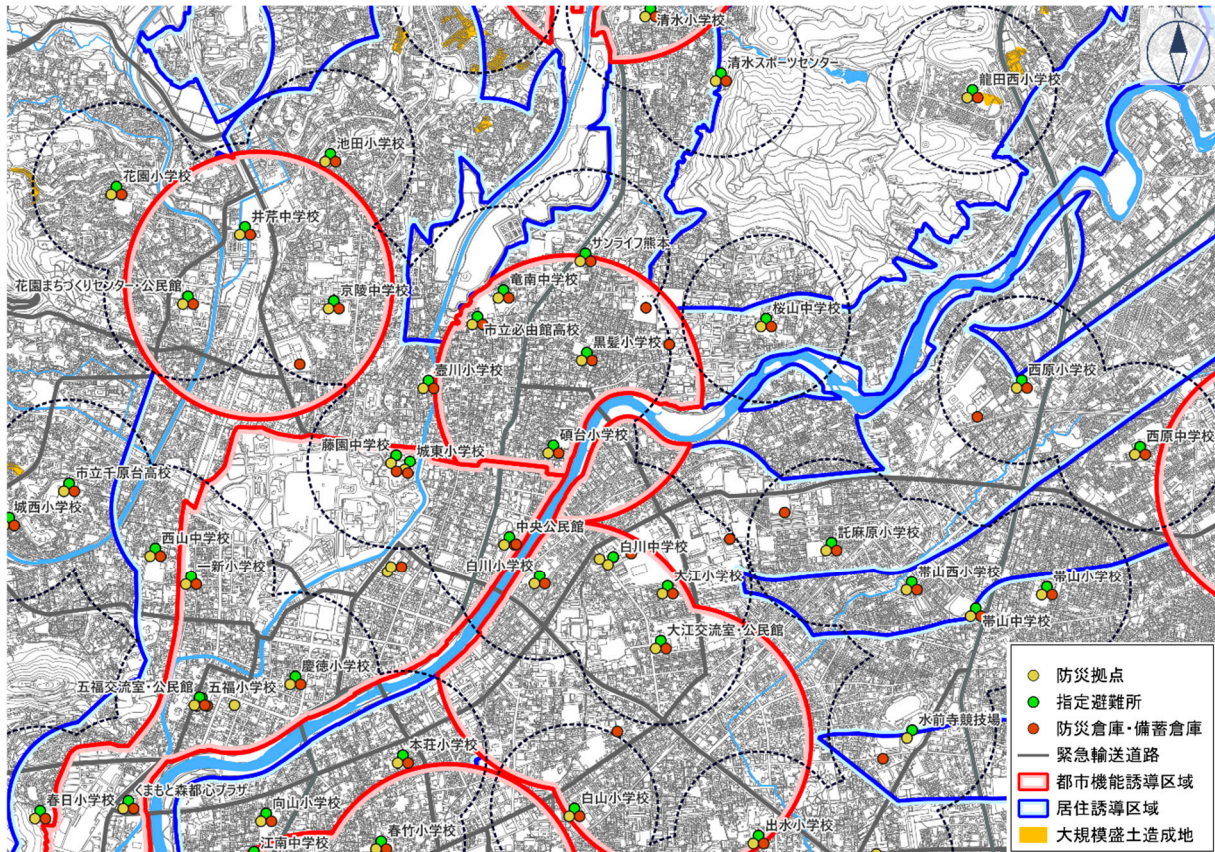 清水小学校
N
清水スポーツセンター
龍田西小学校
池田小学校
花園小学校
井芹中学校
サンライフ熊本
花園まちづくりセンター・公民館
京陵中学校
竜南中学校
市立必由館高校
桜山中学校
黒髪小学校
壺川小学校
西原小学校
藤園中学校
城東小学校
碩台小学校
西原中学校
市立千原台高校
城西小学校
中央公民館
託麻原小学校
西山中学校
白川中学校
一新小学校
白川小学校
大江小学校
帯山西小学校
帯山小学校
帯山中学校
大江交流室・公民館
慶徳小学校
五福交流室・公民館
五福小学校
水前寺競技場
本荘小学校
くまもと森都心プラザ
春日小学校
向山小学校
白山小学校
江南中学校
春竹小学校
出水小学校
防災拠点
指定避難所
防災倉庫・備蓄倉庫
緊急輸送道路
都市機能誘導区域
居住誘導区域
大規模盛土造成地